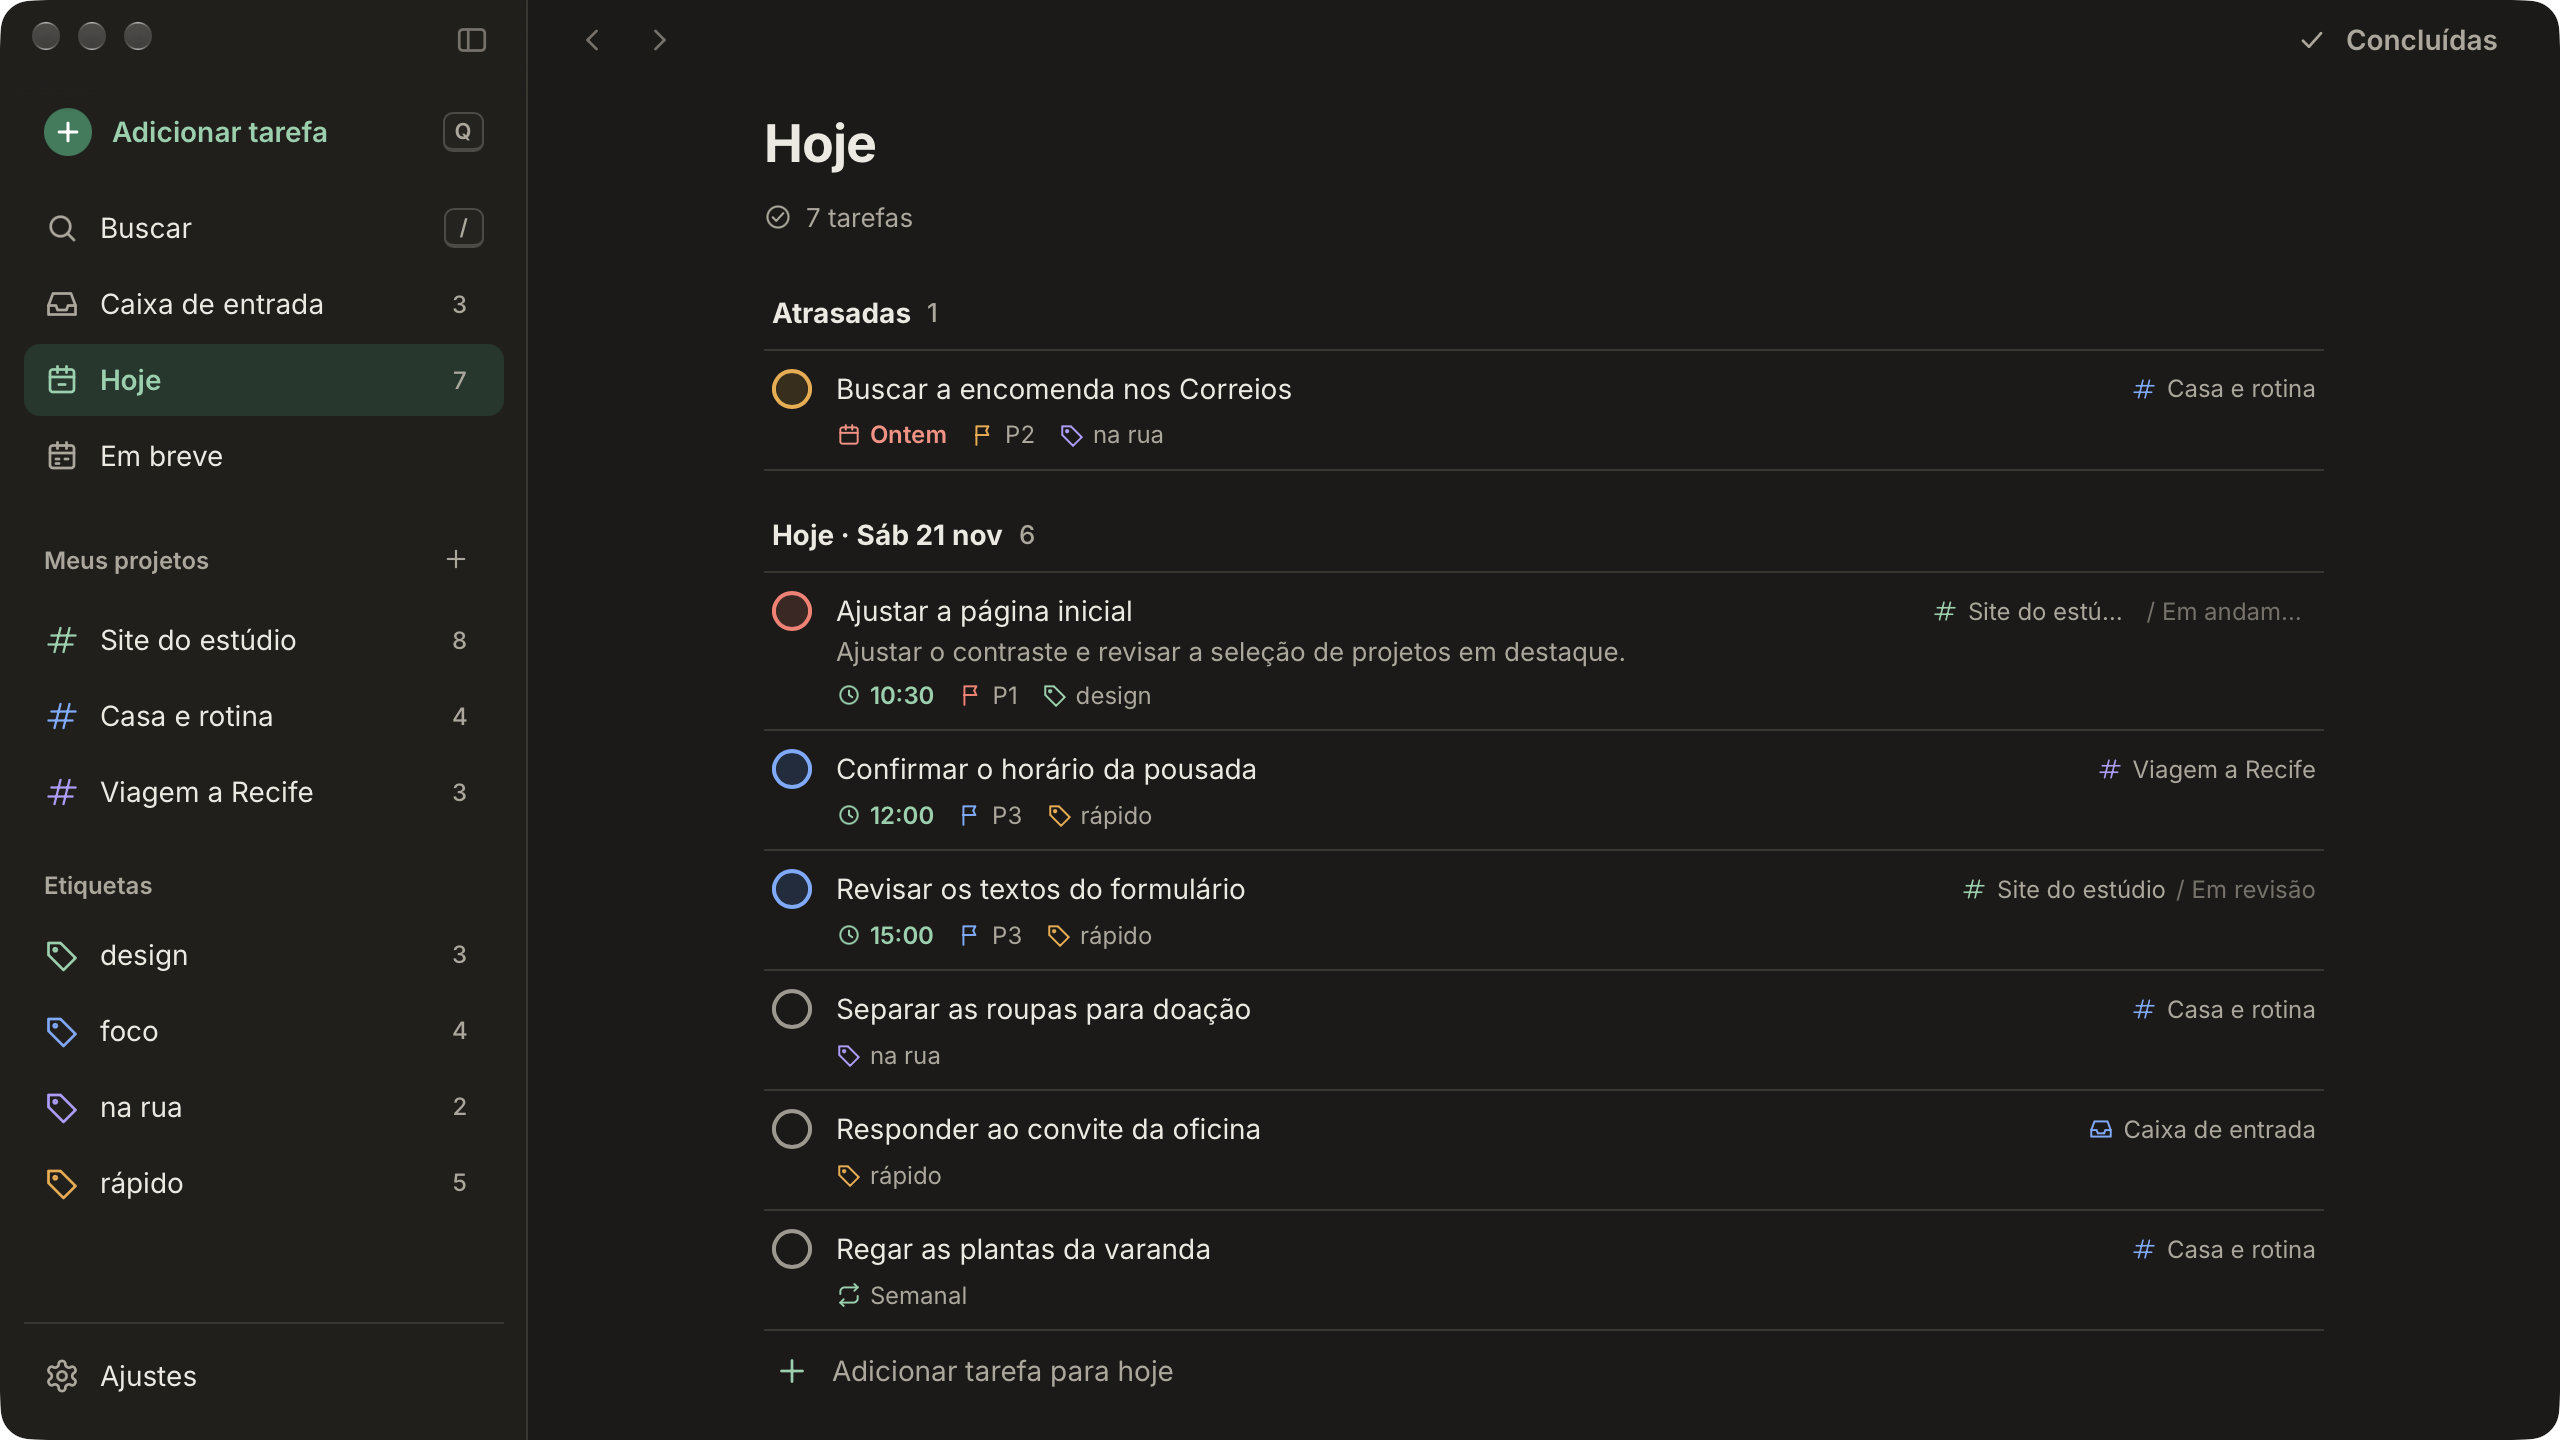 Adicionar tarefa Q
Buscar /
Caixa de entrada 3
Hoje 7
Em breve
Meus projetos
Site do estúdio 8
Casa e rotina 4
Viagem a Recife 3
Etiquetas
design 3
foco 4
na rua 2
rápido 5
Ajustes
Concluídas
Hoje
7 tarefas
Atrasadas 1
Buscar a encomenda nos Correios # Casa e rotina
Ontem P2 na rua
Hoje · Sáb 21 nov 6
Ajustar a página inicial # Site do estú... / Em andam...
Ajustar o contraste e revisar a seleção de projetos em destaque.
10:30 P1 design
Confirmar o horário da pousada # Viagem a Recife
12:00 P3 rápido
Revisar os textos do formulário # Site do estúdio / Em revisão
15:00 P3 rápido
Separar as roupas para doação # Casa e rotina
na rua
Responder ao convite da oficina Caixa de entrada
rápido
Regar as plantas da varanda # Casa e rotina
Semanal
Adicionar tarefa para hoje